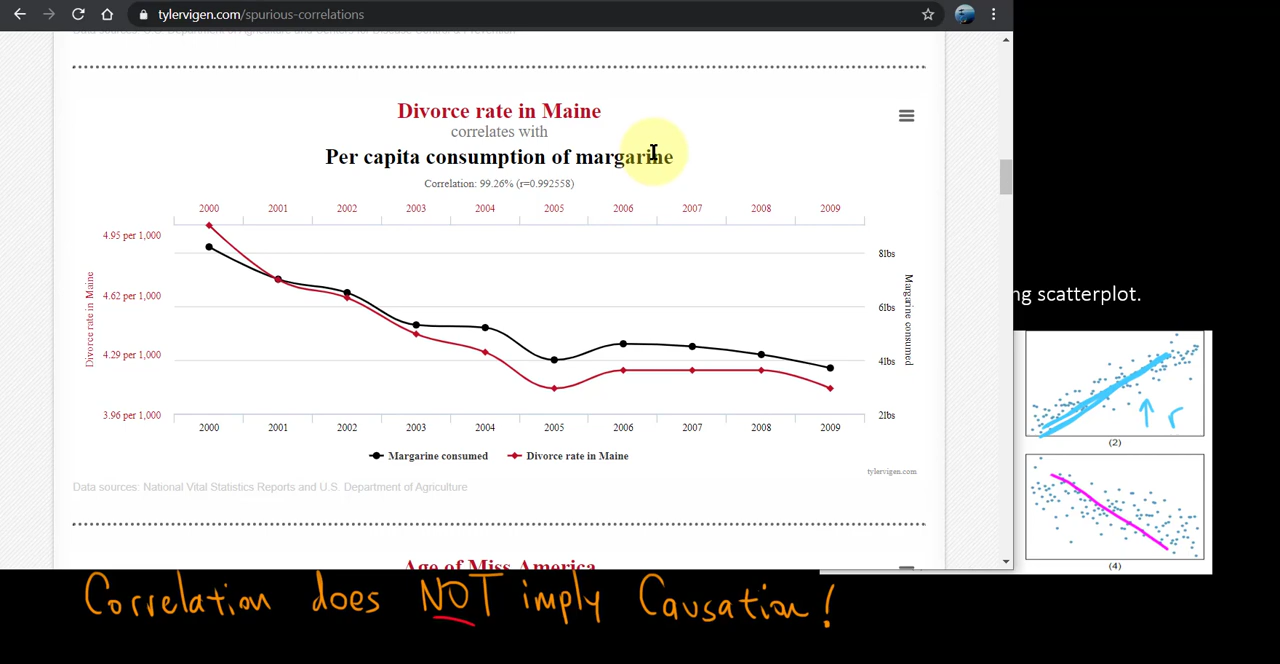 tylervigen.com/spurious-correlations
Divorce rate in Maine
correlates with
Per capita consumption of margarine
Correlation: 99.26% (r=0.992558)
2000 2001 2002 2003 2004 2005 2006 2007 2008 2009
4.95 per 1,000
8lbs
4.62 per 1,000
6lbs
4.29 per 1,000
4lbs
3.96 per 1,000
2lbs
Divorce rate in Maine
Margarine consumed
2000 2001 2002 2003 2004 2005 2006 2007 2008 2009
Margarine consumed Divorce rate in Maine
tylervigen.com
Data sources: National Vital Statistics Reports and U.S. Department of Agriculture
Age of Miss America
ng scatterplot.
r
(2)
(4)
Correlation does NOT imply Causation!